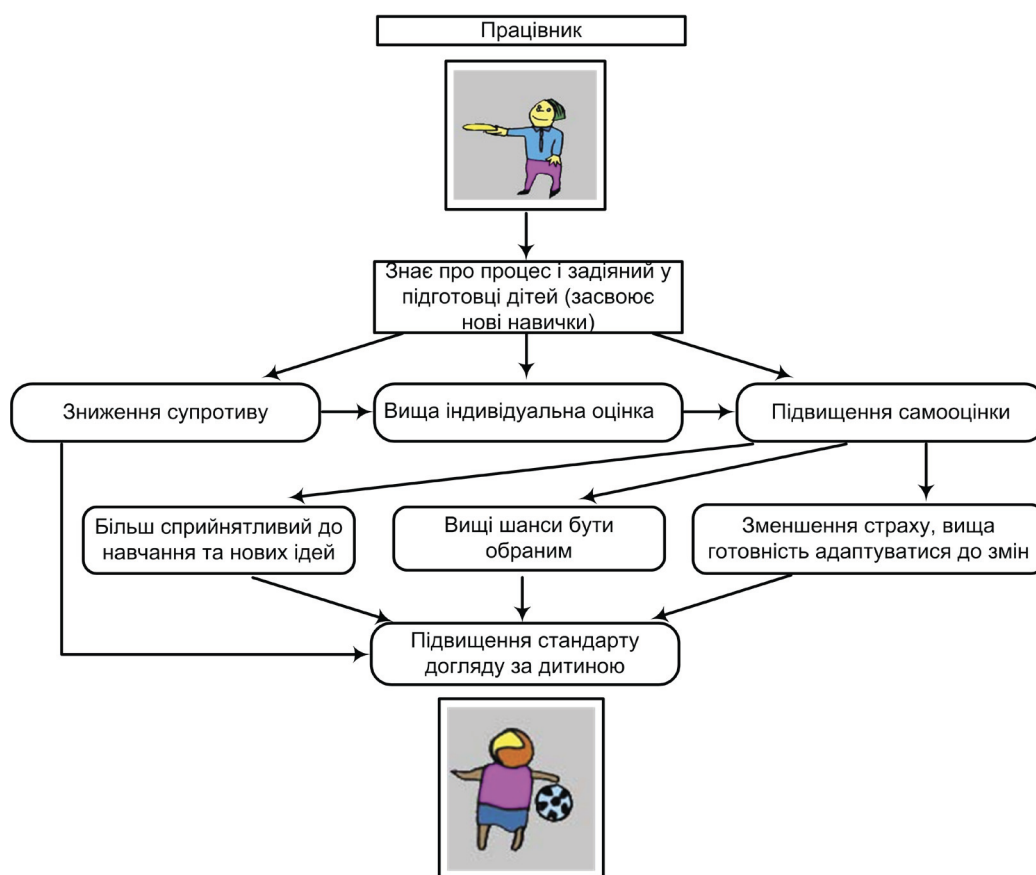 Працівник
Знає про процес і задіяний у
підготовці дітей (засвоює
нові навички)
Зниження супротиву
Вища індивідуальна оцінка
Підвищення самооцінки
Більш сприйнятливий до
навчання та нових ідей
Вищі шанси бути
обраним
Зменшення страху, вища
готовність адаптуватися до змін
Підвищення стандарту
догляду за дитиною